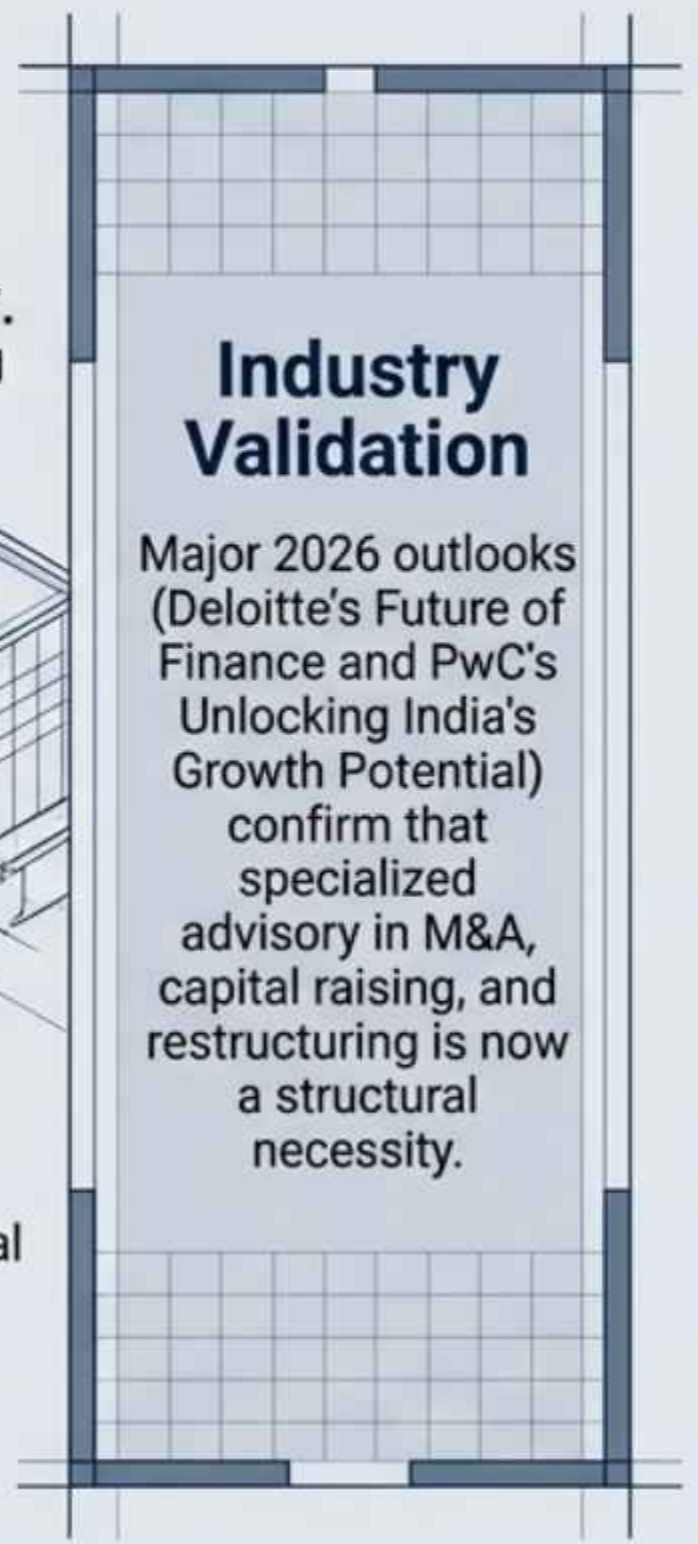 Industry
Validation
Major 2026 outlooks
(Deloitte's Future of
Finance and PwC's
Unlocking India's
Growth Potential)
confirm that
specialized
advisory in M&A,
capital raising, and
restructuring is now
a structural
necessity.
al